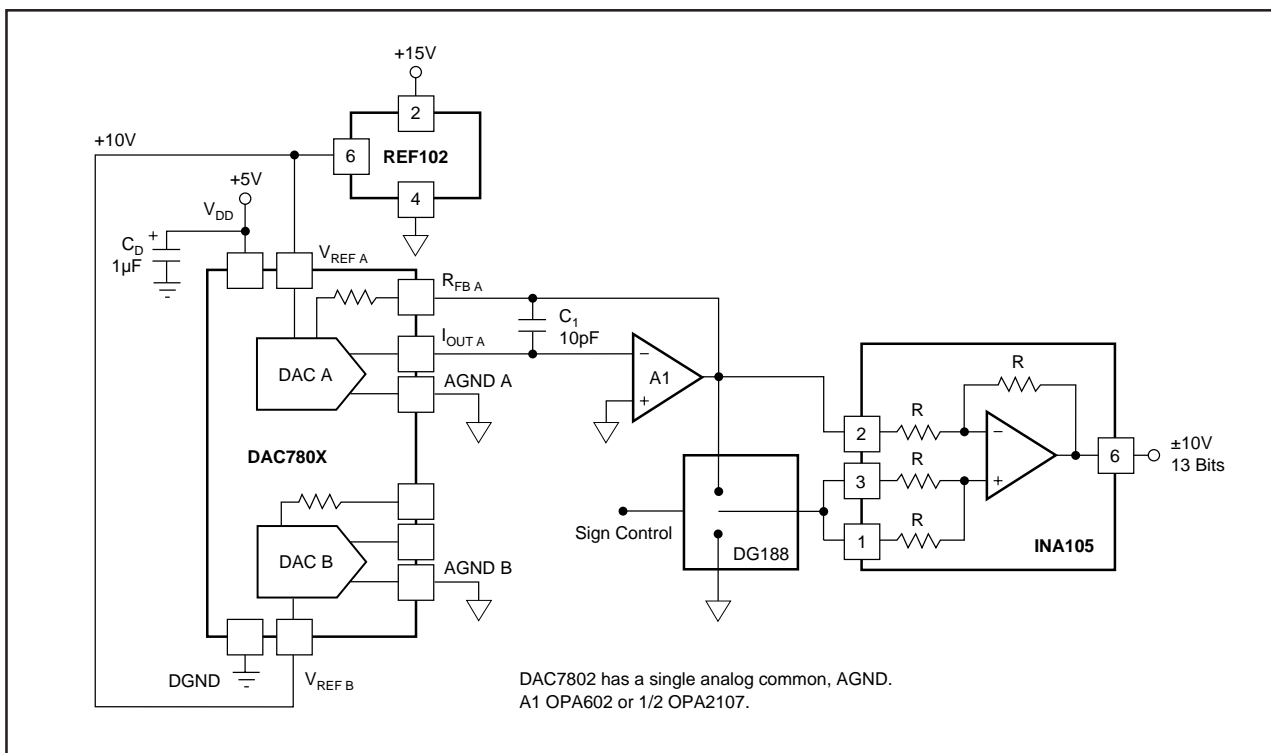 +15V
2
+10V
6
REF102
+5V
4
V_DD
C_D
+
1µF
V_REF A
R_FB A
C_1
10pF
I_OUT A
DAC A
AGND A
A1
−
+
R
2
R
−
DAC780X
6
±10V
13 Bits
3
R
+
Sign Control
R
1
DAC B
DG188
INA105
AGND B
DGND
V_REF B
DAC7802 has a single analog common, AGND.
A1 OPA602 or 1/2 OPA2107.